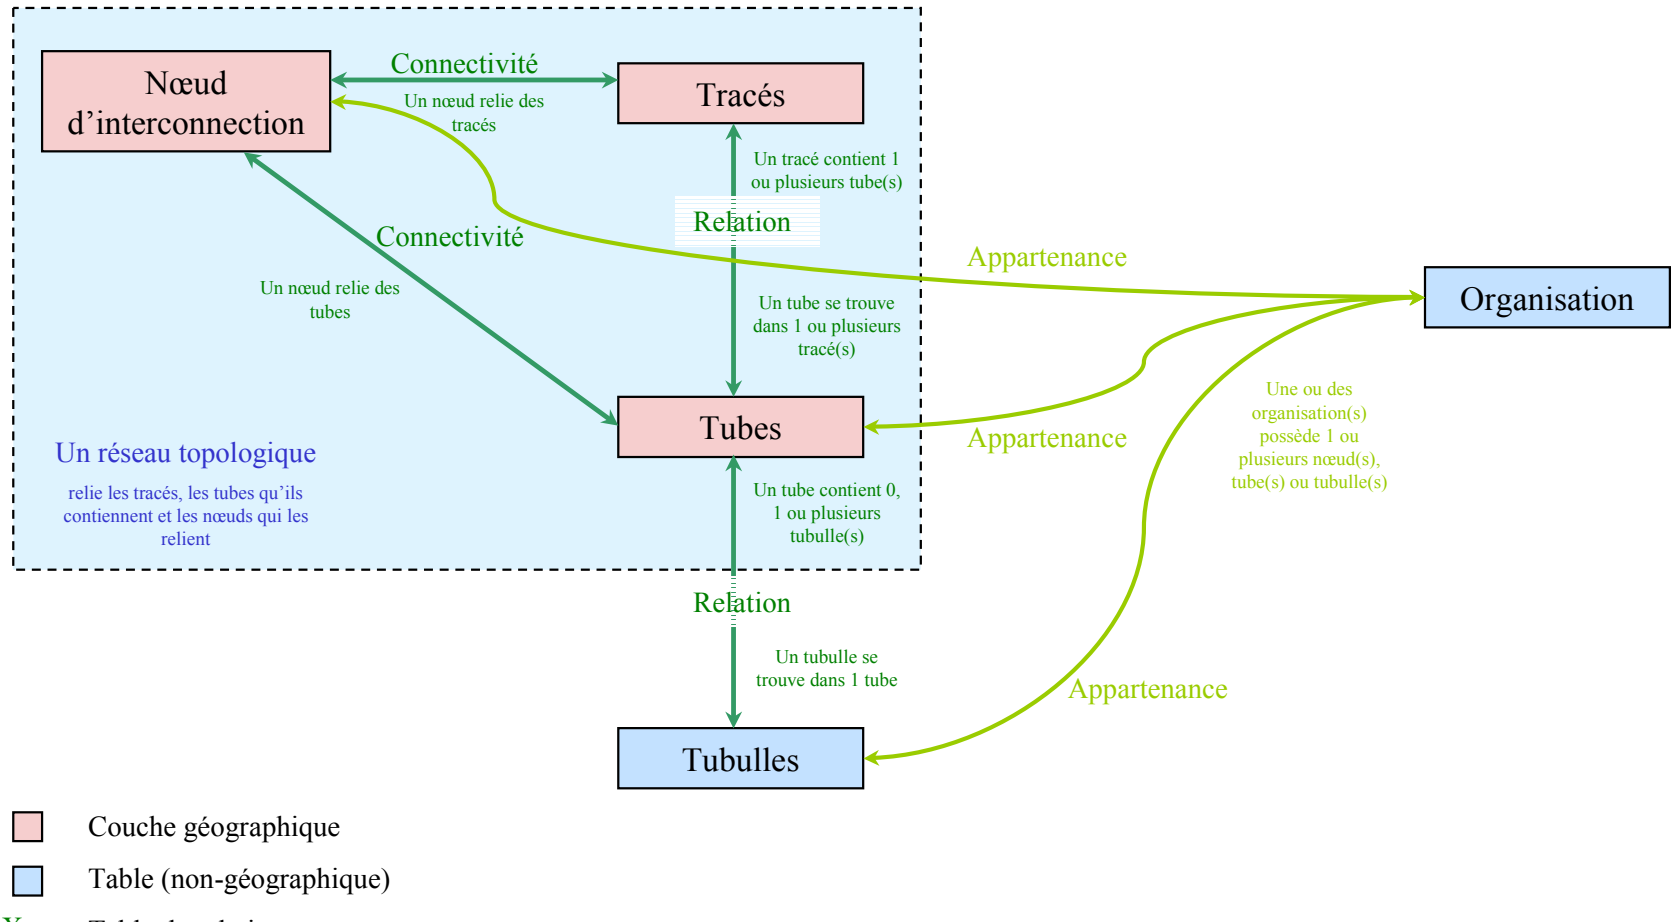 Nœud
d’interconnection
Connectivité
Un nœud relie des
tracés
Tracés
Un tracé contient 1
ou plusieurs tube(s)
Relation
Connectivité
Un nœud relie des
tubes
Un tube se trouve
dans 1 ou plusieurs
tracé(s)
Appartenance
Organisation
Tubes
Appartenance
Une ou des
organisation(s)
possède 1 ou
plusieurs nœud(s),
tube(s) ou tubulle(s)
Un réseau topologique
relie les tracés, les tubes qu’ils
contiennent et les nœuds qui les
relient
Un tube contient 0,
1 ou plusieurs
tubulle(s)
Relation
Un tubulle se
trouve dans 1 tube
Appartenance
Tubulles
Couche géographique
Table (non-géographique)